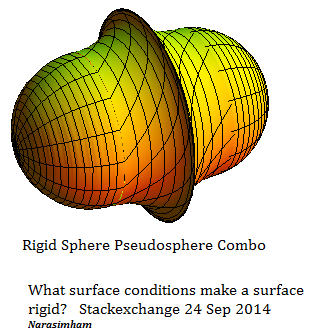 Rigid Sphere Pseudosphere Combo
What surface conditions make a surface
rigid?   Stackexchange 24 Sep 2014
Narasimham